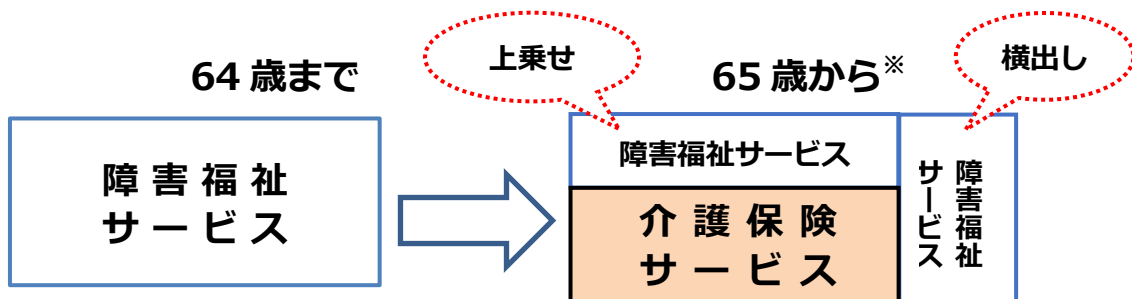 64歳まで
障害福祉
サービス
上乗せ
65歳から※
横出し
障害福祉サービス
介護保険
サービス
障害福祉
サービス